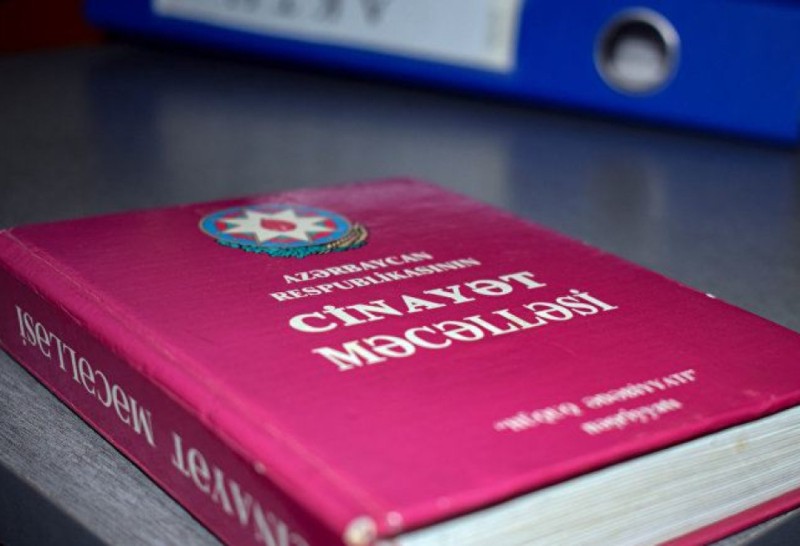 AZƏRBAYCAN
RESPUBLİKASININ
CİNAYƏT
MƏCƏLLƏSİ
CİNAYƏT MƏCƏLLƏSİ